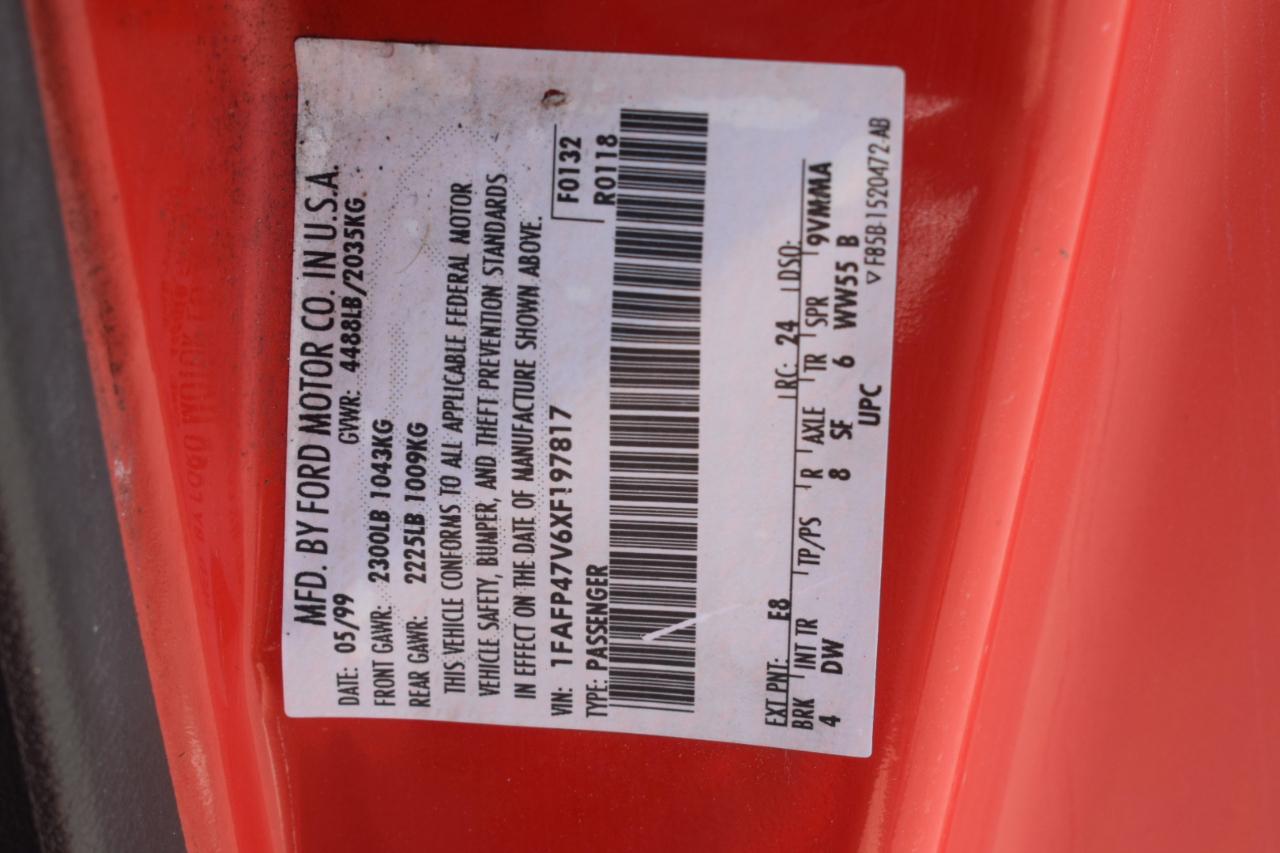 MFD. BY FORD MOTOR CO. IN U.S.A.
DATE: 05/99 GVWR: 4488LB/2035KG
FRONT GAWR: 2300LB 1043KG
REAR GAWR: 2225LB 1009KG
THIS VEHICLE CONFORMS TO ALL APPLICABLE FEDERAL MOTOR
VEHICLE SAFETY, BUMPER, AND THEFT PREVENTION STANDARDS
IN EFFECT ON THE DATE OF MANUFACTURE SHOWN ABOVE.
VIN: 1FAFP47V6XF197817 F0132
TYPE: PASSENGER R0118
EXT PNT: E8 RC: 24 DSO:
BRK INT TR TP/PS R AXLE TR SPR 9VMMA
4 DW 8 SF 6 WW55 B
UPC ▽F85B-1520472-AB